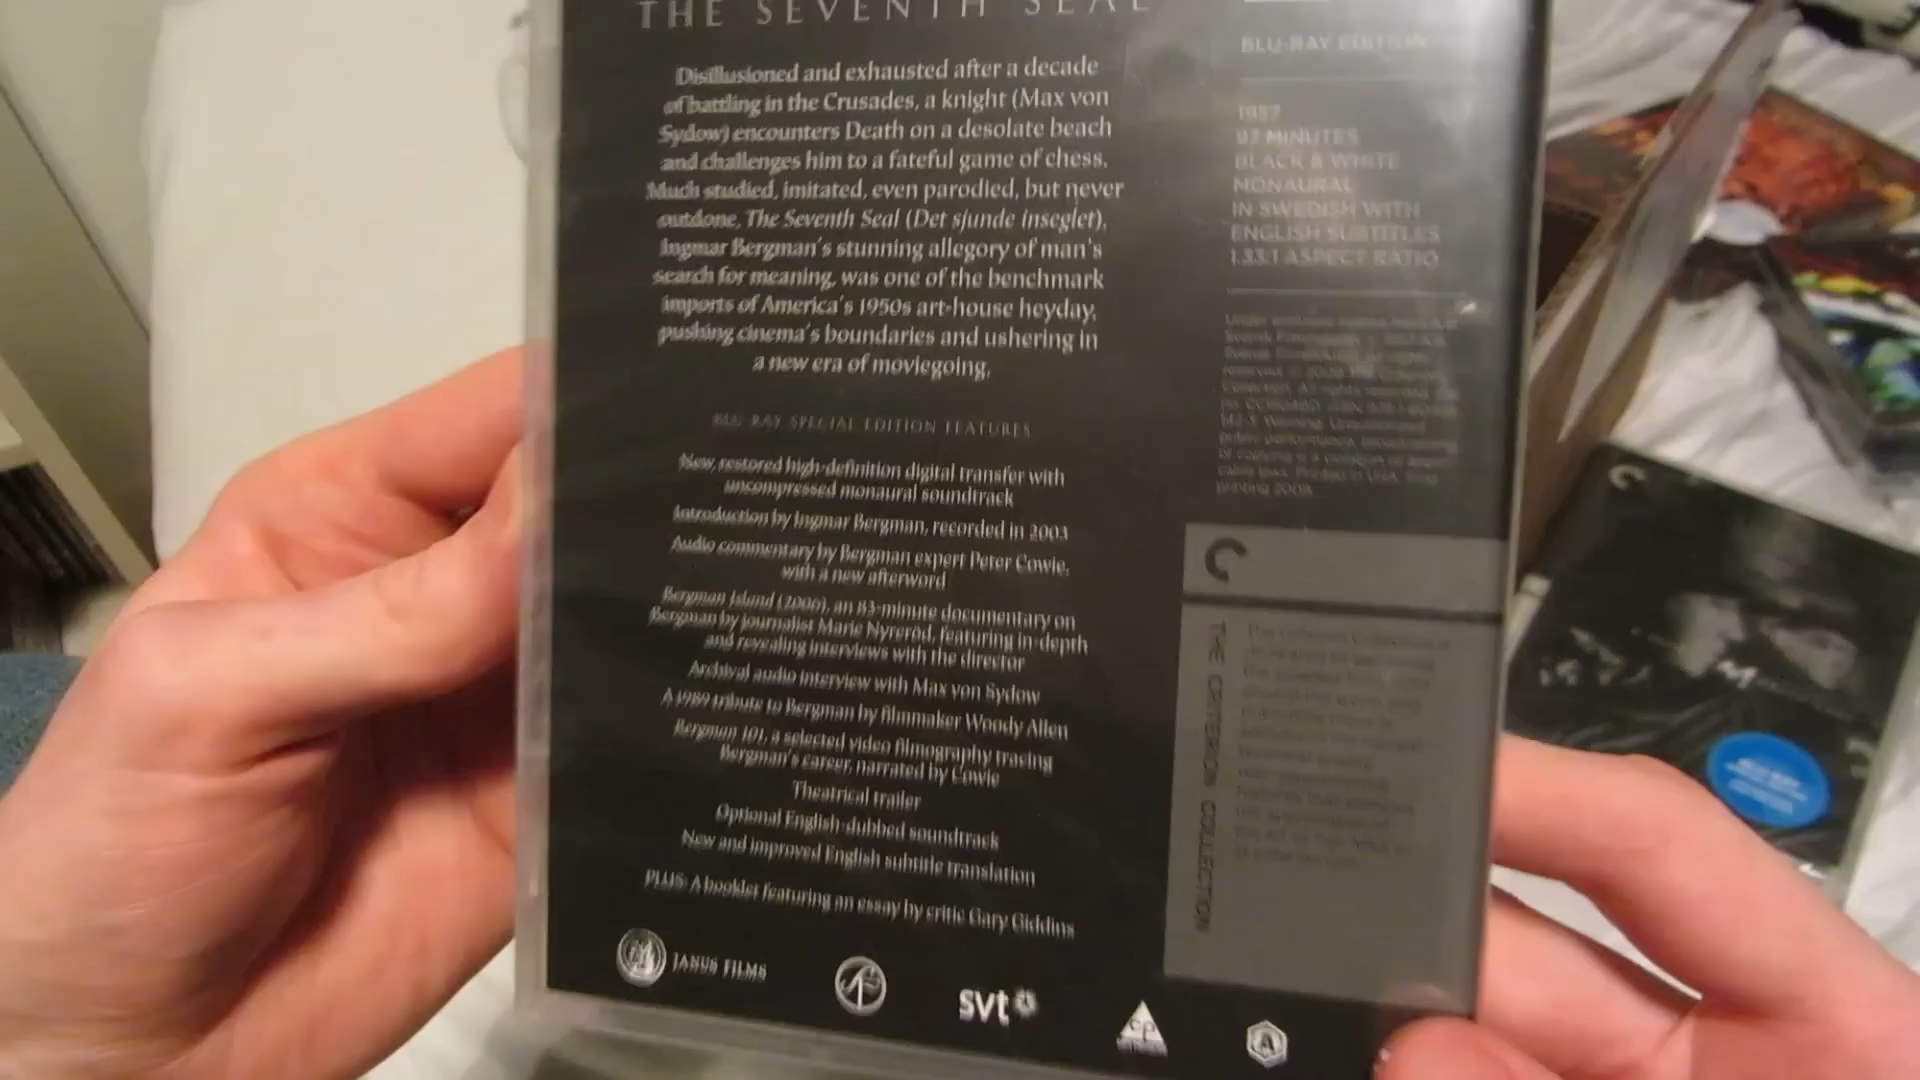 THE SEVENTH SEAL
Disillusioned and exhausted after a decade
of battling in the Crusades, a knight (Max von
Sydow) encounters Death on a desolate beach
and challenges him to a fateful game of chess.
Much studied, imitated, even parodied, but never
outdone, The Seventh Seal (Det sjunde inseglet),
Ingmar Bergman's stunning allegory of man's
search for meaning, was one of the benchmark
imports of America's 1950s art-house heyday,
pushing cinema's boundaries and ushering in
a new era of moviegoing.
BLU-RAY SPECIAL EDITION FEATURES
New, restored high-definition digital transfer with
uncompressed monaural soundtrack
Introduction by Ingmar Bergman, recorded in 2003
Audio commentary by Bergman expert Peter Cowie,
with a new afterword
Bergman Island (2006), an 83-minute documentary on
Bergman by journalist Marie Nyreröd, featuring in-depth
and revealing interviews with the director
Archival audio interview with Max von Sydow
A 1989 tribute to Bergman by filmmaker Woody Allen
Bergman 101, a selected video filmography tracing
Bergman's career, narrated by Cowie
Theatrical trailer
Optional English-dubbed soundtrack
New and improved English subtitle translation
PLUS: A booklet featuring an essay by critic Gary Giddins
JANUS FILMS
svt
cp
A
BLU-RAY EDITION
1957
97 MINUTES
BLACK & WHITE
MONAURAL
IN SWEDISH WITH
ENGLISH SUBTITLES
1.33:1 ASPECT RATIO
THE CRITERION COLLECTION
M